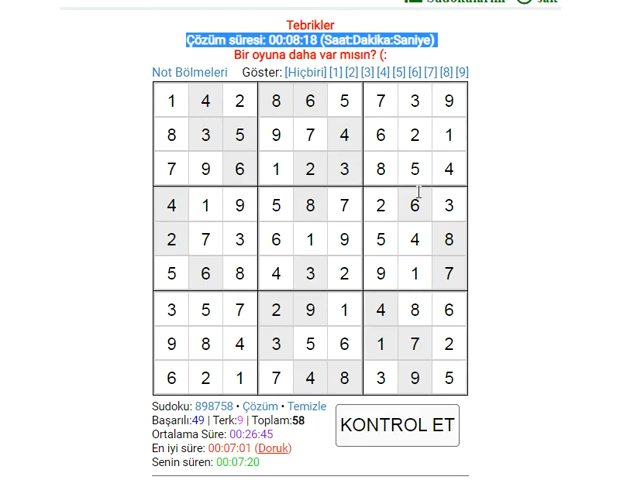 Tebrikler
Çözüm süresi: 00:08:18 (Saat:Dakika:Saniye)
Bir oyuna daha var mısın? (:
Not Bölmeleri Göster: [Hiçbiri] [1] [2] [3] [4] [5] [6] [7] [8] [9]
1 4 2 8 6 5 7 3 9
8 3 5 9 7 4 6 2 1
7 9 6 1 2 3 8 5 4
4 1 9 5 8 7 2 6 3
2 7 3 6 1 9 5 4 8
5 6 8 4 3 2 9 1 7
3 5 7 2 9 1 4 8 6
9 8 4 3 5 6 1 7 2
6 2 1 7 4 8 3 9 5
Sudoku: 898758 • Çözüm • Temizle
Başarılı:49 | Terk:9 | Toplam:58
Ortalama Süre: 00:26:45
En iyi süre: 00:07:01 (Doruk)
Senin süren: 00:07:20
KONTROL ET